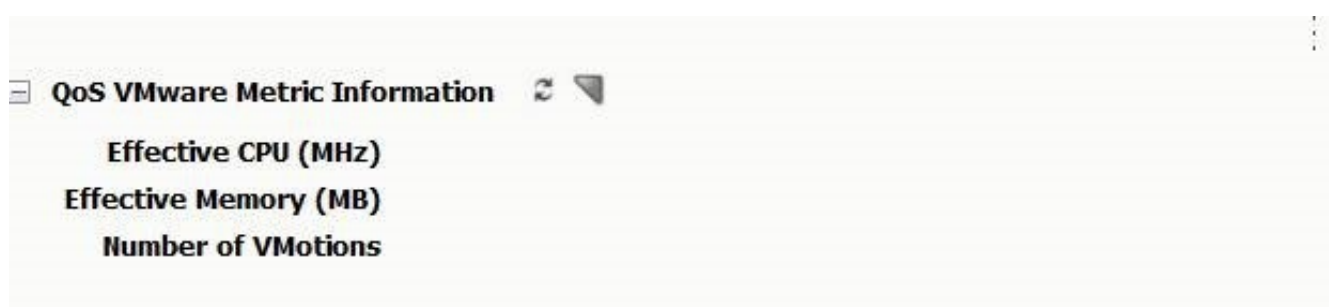 QoS VMware Metric Information
Effective CPU (MHz)
Effective Memory (MB)
Number of VMotions